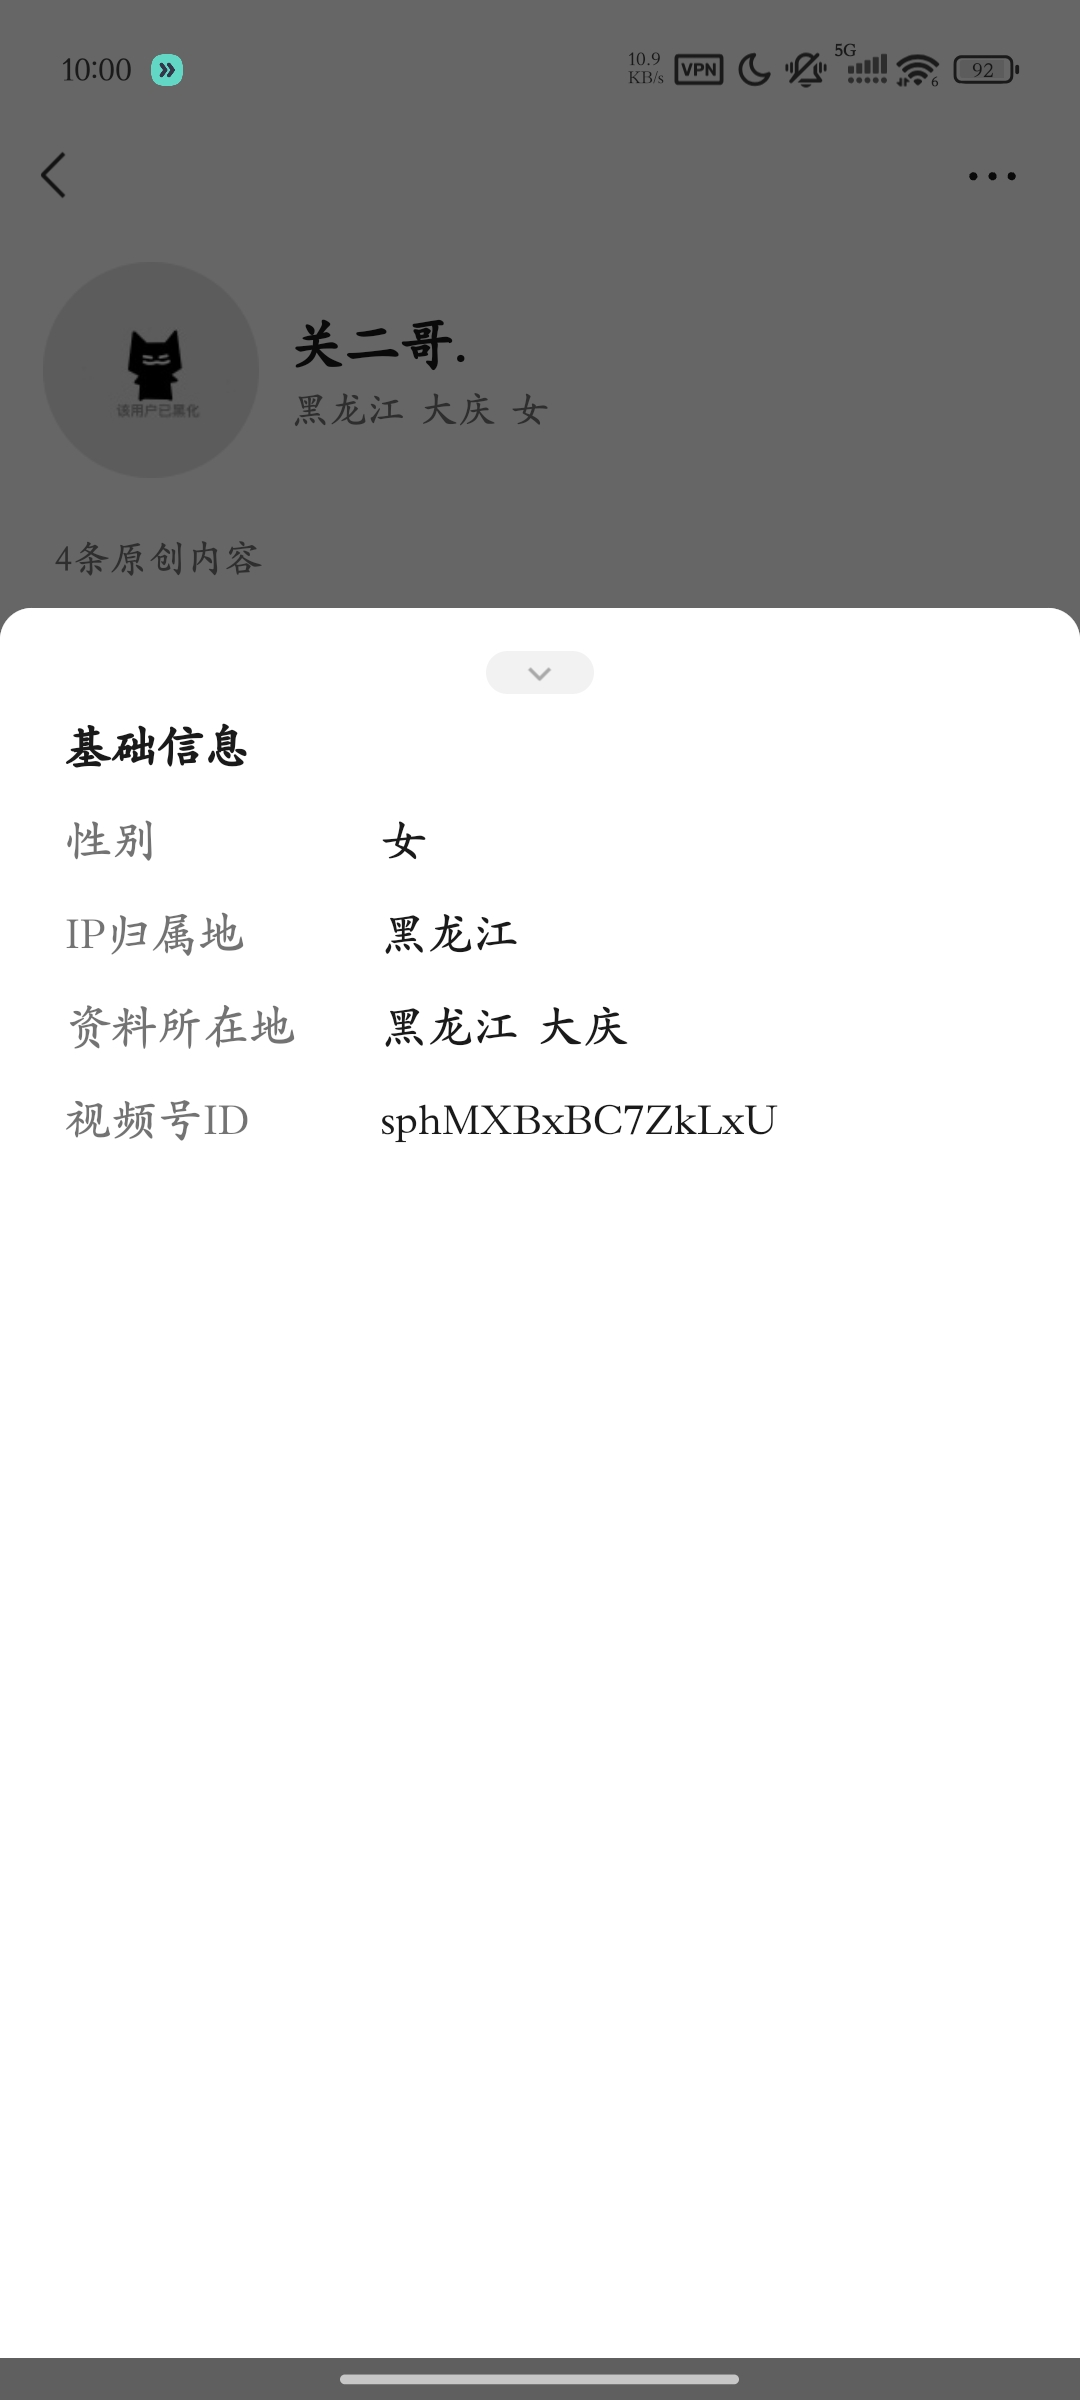 10:00
10.9
KB/s
VPN
5G
6
92
关二哥.
黑龙江 大庆 女
该用户已黑化
4条原创内容
基础信息
性别 女
IP归属地 黑龙江
资料所在地 黑龙江 大庆
视频号ID sphMXBxBC7ZkLxU